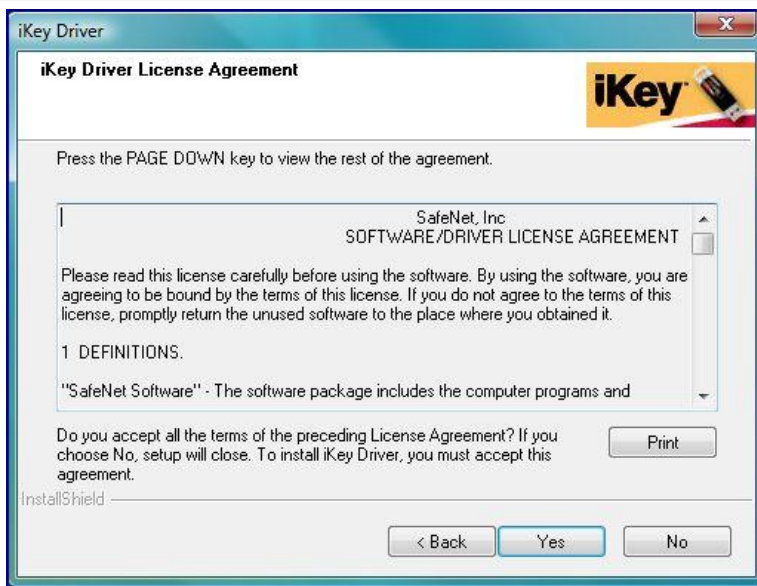 iKey Driver
iKey Driver License Agreement
iKey
Press the PAGE DOWN key to view the rest of the agreement.
SafeNet, Inc
SOFTWARE/DRIVER LICENSE AGREEMENT
Please read this license carefully before using the software. By using the software, you are
agreeing to be bound by the terms of this license. If you do not agree to the terms of this
license, promptly return the unused software to the place where you obtained it.
1 DEFINITIONS.
"SafeNet Software" - The software package includes the computer programs and
Do you accept all the terms of the preceding License Agreement? If you
choose No, setup will close. To install iKey Driver, you must accept this
agreement.
Print
InstallShield
< Back Yes No